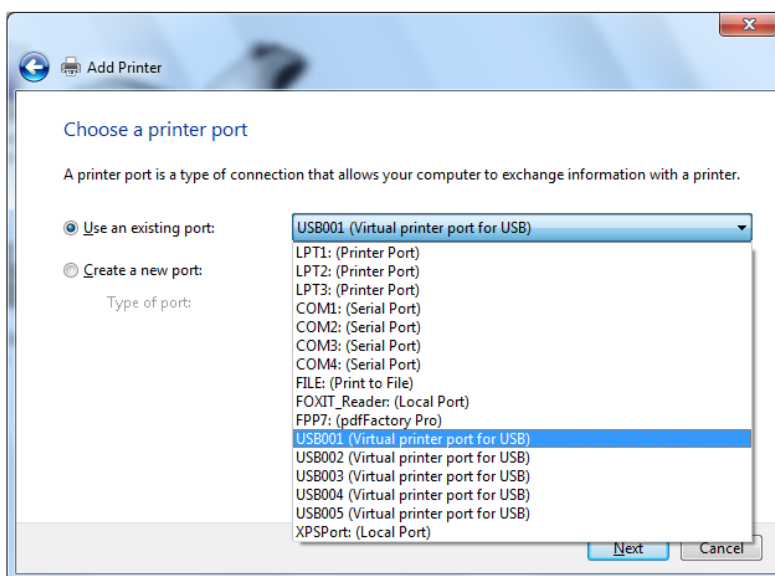 Add Printer
Choose a printer port
A printer port is a type of connection that allows your computer to exchange information with a printer.
Use an existing port:
USB001 (Virtual printer port for USB)
LPT1: (Printer Port)
LPT2: (Printer Port)
LPT3: (Printer Port)
COM1: (Serial Port)
COM2: (Serial Port)
COM3: (Serial Port)
COM4: (Serial Port)
FILE: (Print to File)
FOXIT_Reader: (Local Port)
FPP7: (pdfFactory Pro)
USB001 (Virtual printer port for USB)
USB002 (Virtual printer port for USB)
USB003 (Virtual printer port for USB)
USB004 (Virtual printer port for USB)
USB005 (Virtual printer port for USB)
XPSPort: (Local Port)
Create a new port:
Type of port:
Next
Cancel